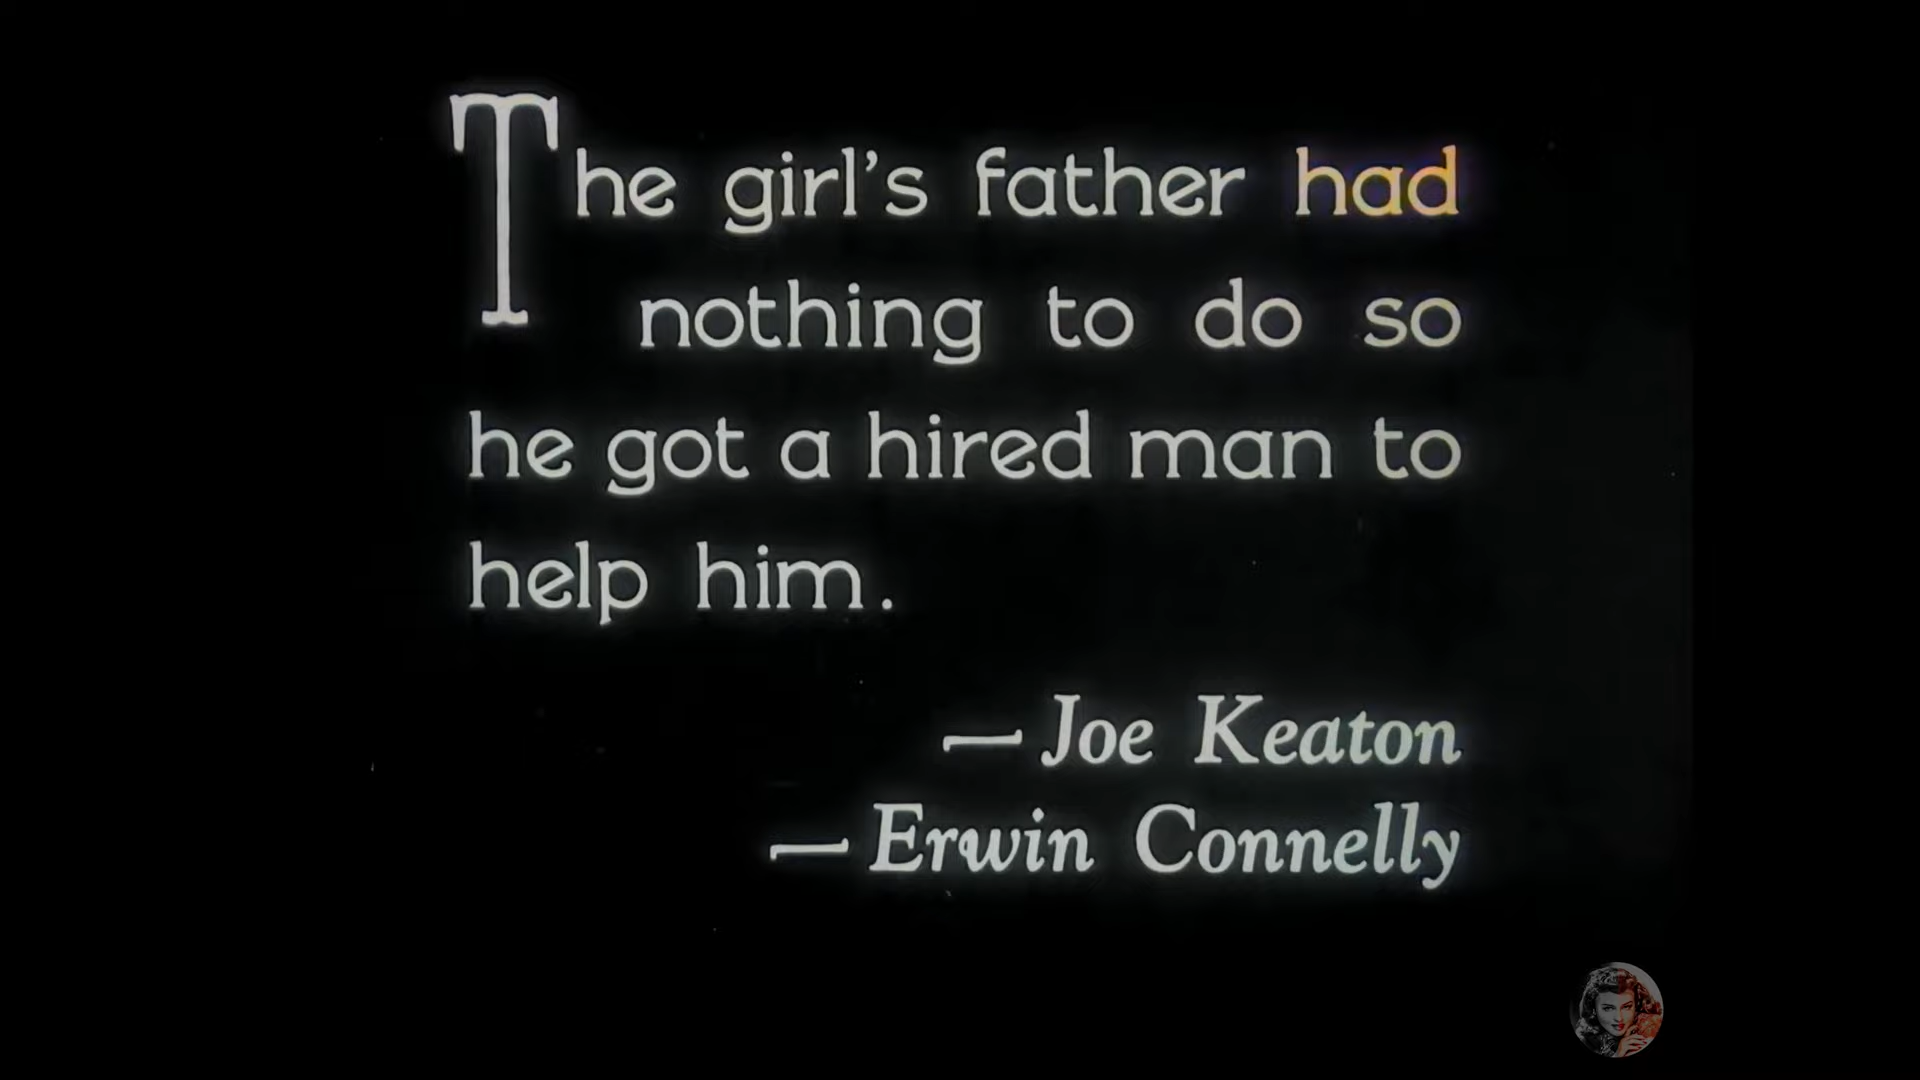 The girl's father had
nothing to do so
he got a hired man to
help him.
— Joe Keaton
— Erwin Connelly